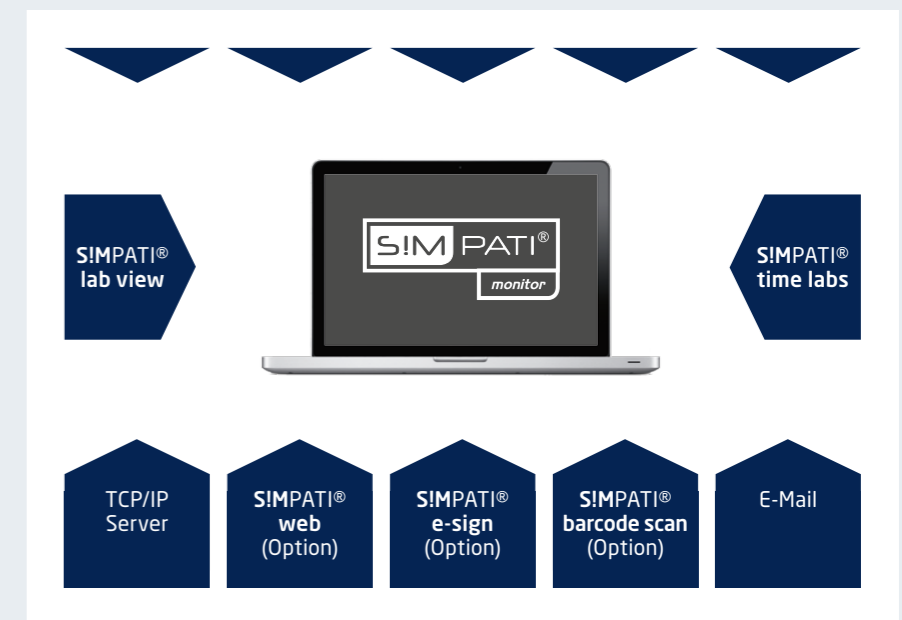 S!MPATI®
monitor
S!MPATI®
lab view
S!MPATI®
time labs
TCP/IP
Server
S!MPATI®
web
(Option)
S!MPATI®
e-sign
(Option)
S!MPATI®
barcode scan
(Option)
E-Mail